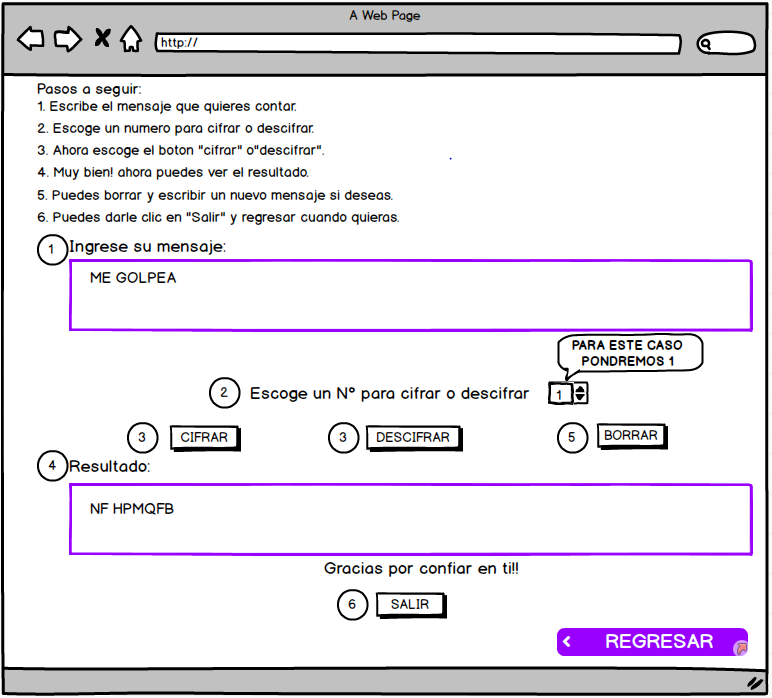 A Web Page
http://
Pasos a seguir:
1. Escribe el mensaje que quieres contar.
2. Escoge un numero para cifrar o descifrar.
3. Ahora escoge el boton "cifrar" o"descifrar".
4. Muy bien! ahora puedes ver el resultado.
5. Puedes borrar y escribir un nuevo mensaje si deseas.
6. Puedes darle clic en "Salir" y regresar cuando quieras.
1 Ingrese su mensaje:
ME GOLPEA
PARA ESTE CASO
PONDREMOS 1
2 Escoge un Nº para cifrar o descifrar 1
3 CIFRAR 3 DESCIFRAR 5 BORRAR
4 Resultado:
NF HPMQFB
Gracias por confiar en ti!!
6 SALIR
REGRESAR